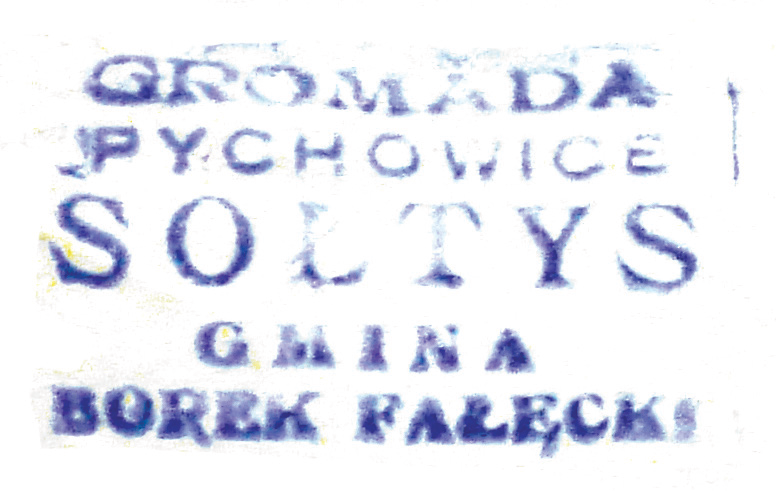 GROMADA
PYCHOWICE
SOŁTYS
GMINA
BOREK FAŁĘCKI